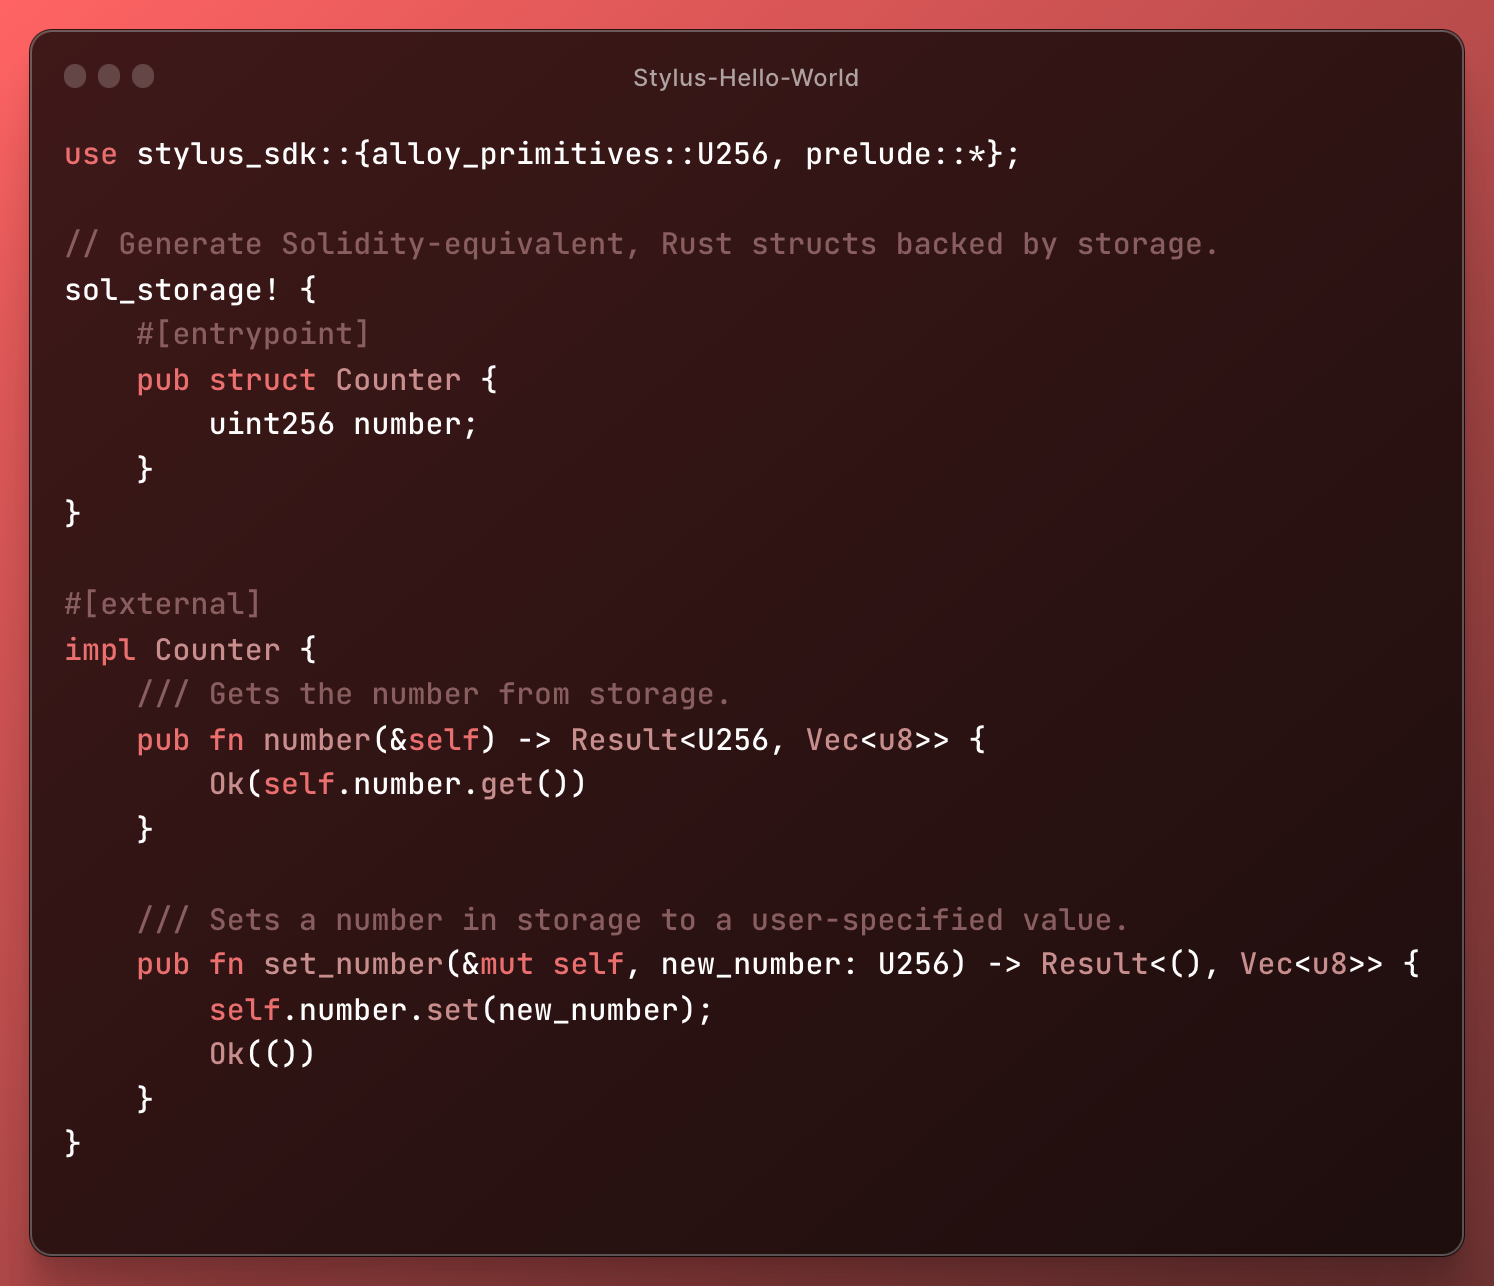 Stylus-Hello-World
use stylus_sdk::{alloy_primitives::U256, prelude::*};
// Generate Solidity-equivalent, Rust structs backed by storage.
sol_storage! {
    #[entrypoint]
    pub struct Counter {
        uint256 number;
    }
}
#[external]
impl Counter {
    /// Gets the number from storage.
    pub fn number(&self) -> Result<U256, Vec<u8>> {
        Ok(self.number.get())
    }
    /// Sets a number in storage to a user-specified value.
    pub fn set_number(&mut self, new_number: U256) -> Result<(), Vec<u8>> {
        self.number.set(new_number);
        Ok(())
    }
}